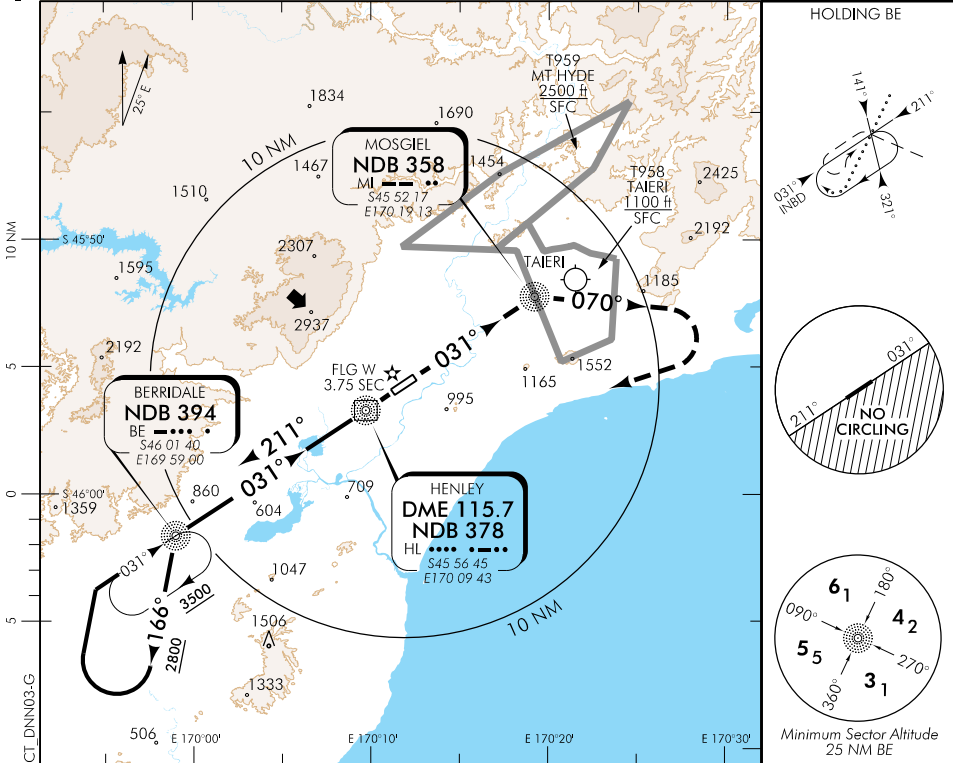 HOLDING BE
25° E
1834
T959
MT HYDE
2500 ft
SFC
1690
10 NM
MOSGIEL
NDB 358
MI
S45 52 17
E170 19 13
1467
1454
T958
TAIERI
1100 ft
SFC
2425
1510
2192
141°
211°
031°
INBD
321°
10 NM
S 45°50'
1595
2307
2937
TAIERI
1185
070°
031°
2192
5
FLG W
3.75 SEC
1552
1165
995
BERRIDALE
NDB 394
BE
S46 01 40
E169 59 00
211°
031°
031°
211°
NO
CIRCLING
0
S 46°00'
1359
860
604
709
HENLEY
DME 115.7
NDB 378
HL
S45 56 45
E170 09 43
031°
3500
166°
2800
1047
10 NM
5
1506
1333
506
6 1
180°
090°
4 2
5 5
270°
360°
3 1
Minimum Sector Altitude
25 NM BE
E 170°00'
E 170°10'
E 170°20'
E 170°30'
CT_DNN03-G